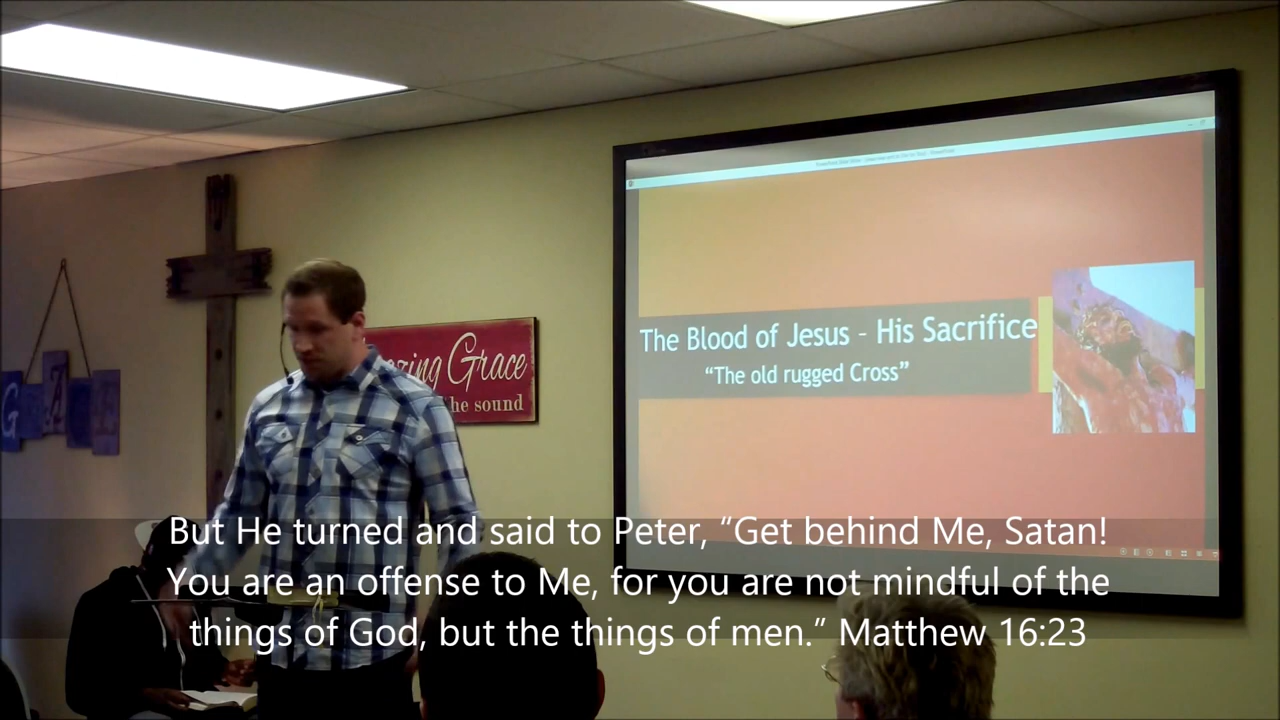 The Blood of Jesus - His Sacrifice
“The old rugged Cross”
zing Grace
he sound
G
But He turned and said to Peter, “Get behind Me, Satan!
You are an offense to Me, for you are not mindful of the
things of God, but the things of men.” Matthew 16:23